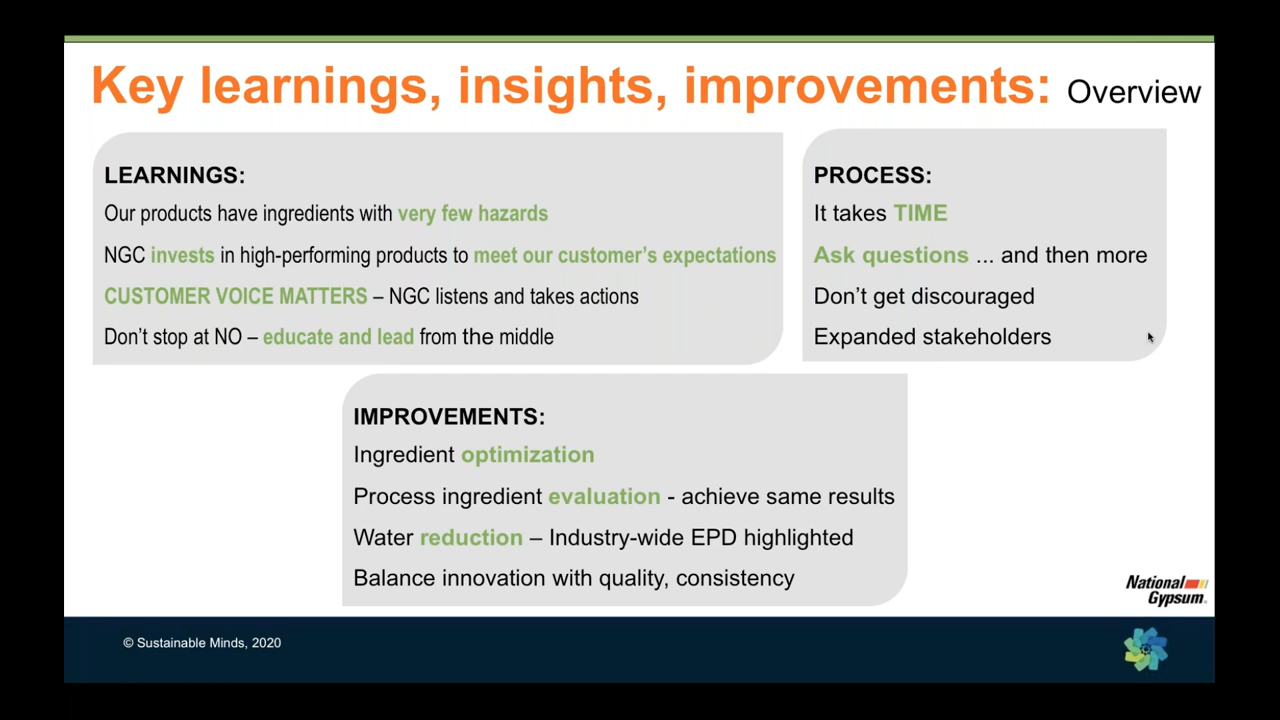 Key learnings, insights, improvements: Overview
LEARNINGS:
Our products have ingredients with very few hazards
NGC invests in high-performing products to meet our customer’s expectations
CUSTOMER VOICE MATTERS – NGC listens and takes actions
Don’t stop at NO – educate and lead from the middle
PROCESS:
It takes TIME
Ask questions ... and then more
Don’t get discouraged
Expanded stakeholders
IMPROVEMENTS:
Ingredient optimization
Process ingredient evaluation - achieve same results
Water reduction – Industry-wide EPD highlighted
Balance innovation with quality, consistency
National
Gypsum®
© Sustainable Minds, 2020